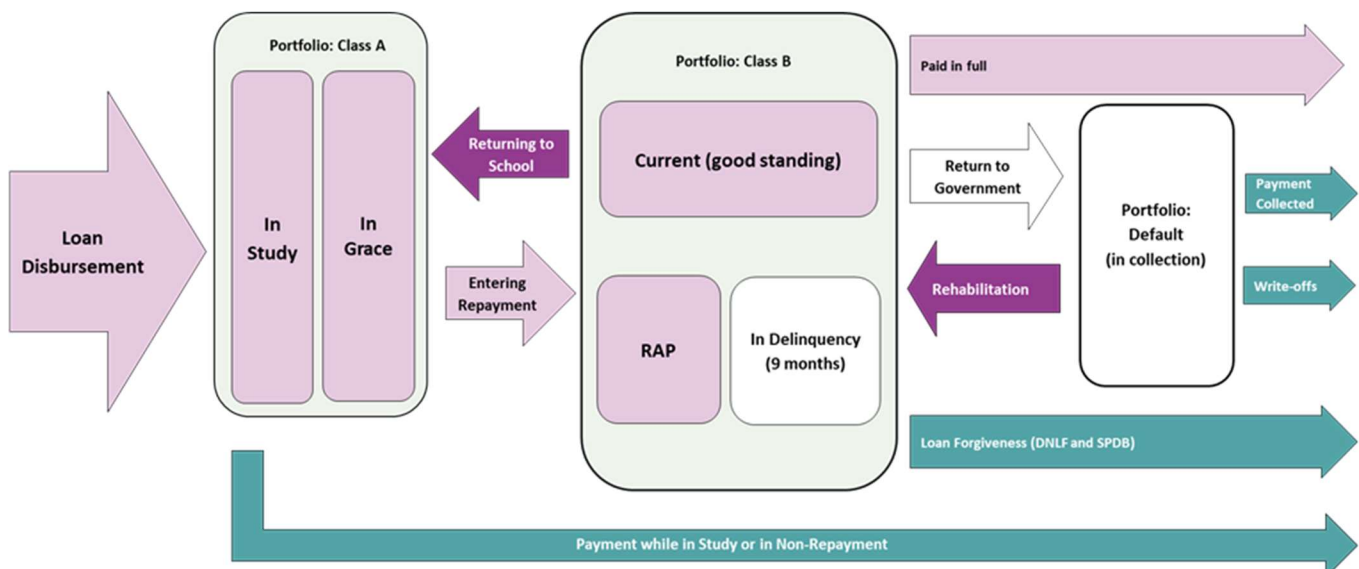 Portfolio: Class A
Portfolio: Class B
Paid in full
Loan
Disbursement
In
Study
In
Grace
Returning to
School
Entering
Repayment
Current (good standing)
RAP
In Delinquency
(9 months)
Return to
Government
Rehabilitation
Portfolio:
Default
(in collection)
Payment
Collected
Write-offs
Loan Forgiveness (DNLF and SPDB)
Payment while in Study or in Non-Repayment